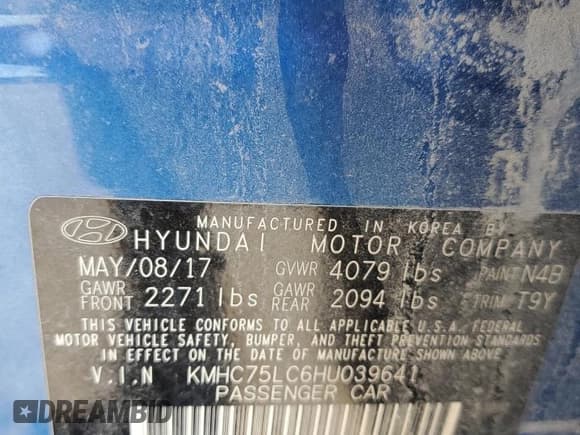 MANUFACTURED IN KOREA BY
HYUNDAI MOTOR COMPANY
MAY/08/17 GVWR 4079 lbs PAINT N4B
GAWR FRONT 2271 lbs GAWR REAR 2094 lbs TRIM T9Y
THIS VEHICLE CONFORMS TO ALL APPLICABLE U.S.A. FEDERAL
MOTOR VEHICLE SAFETY, BUMPER, AND THEFT PREVENTION STANDARDS
IN EFFECT ON THE DATE OF MANUFACTURE SHOWN ABOVE.
V.I.N KMHC75LC6HU039641
PASSENGER CAR
DREAMBID